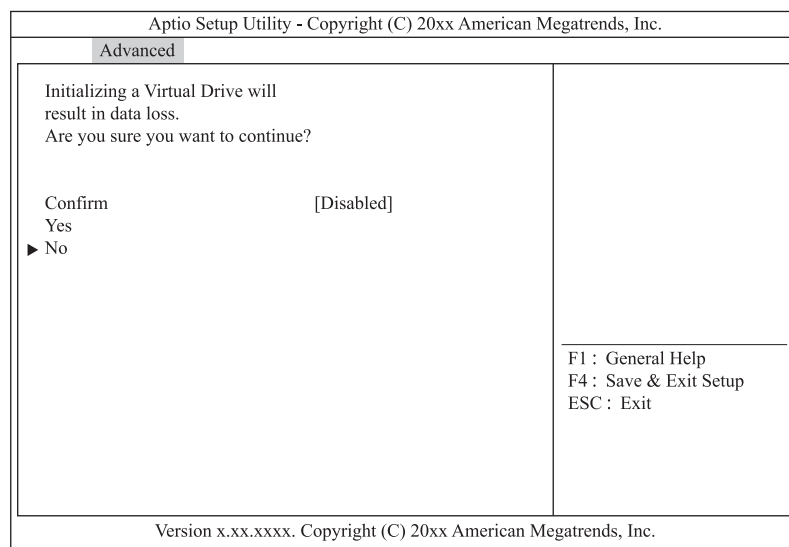 Aptio Setup Utility - Copyright (C) 20xx American Megatrends, Inc.
Advanced
Initializing a Virtual Drive will
result in data loss.
Are you sure you want to continue?
Confirm [Disabled]
Yes
▶ No
F1 : General Help
F4 : Save & Exit Setup
ESC : Exit
Version x.xx.xxxx. Copyright (C) 20xx American Megatrends, Inc.